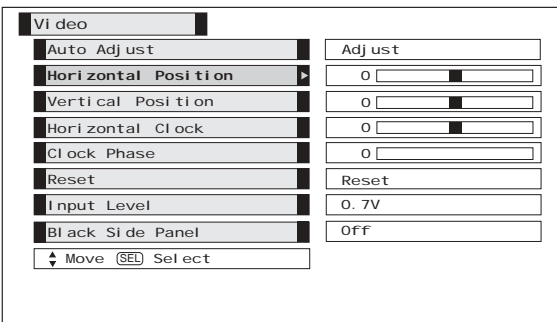 Video
Auto Adjust Adjust
Horizontal Position 0
Vertical Position 0
Horizontal Clock 0
Clock Phase 0
Reset Reset
Input Level 0.7V
Black Side Panel Off
Move SEL Select